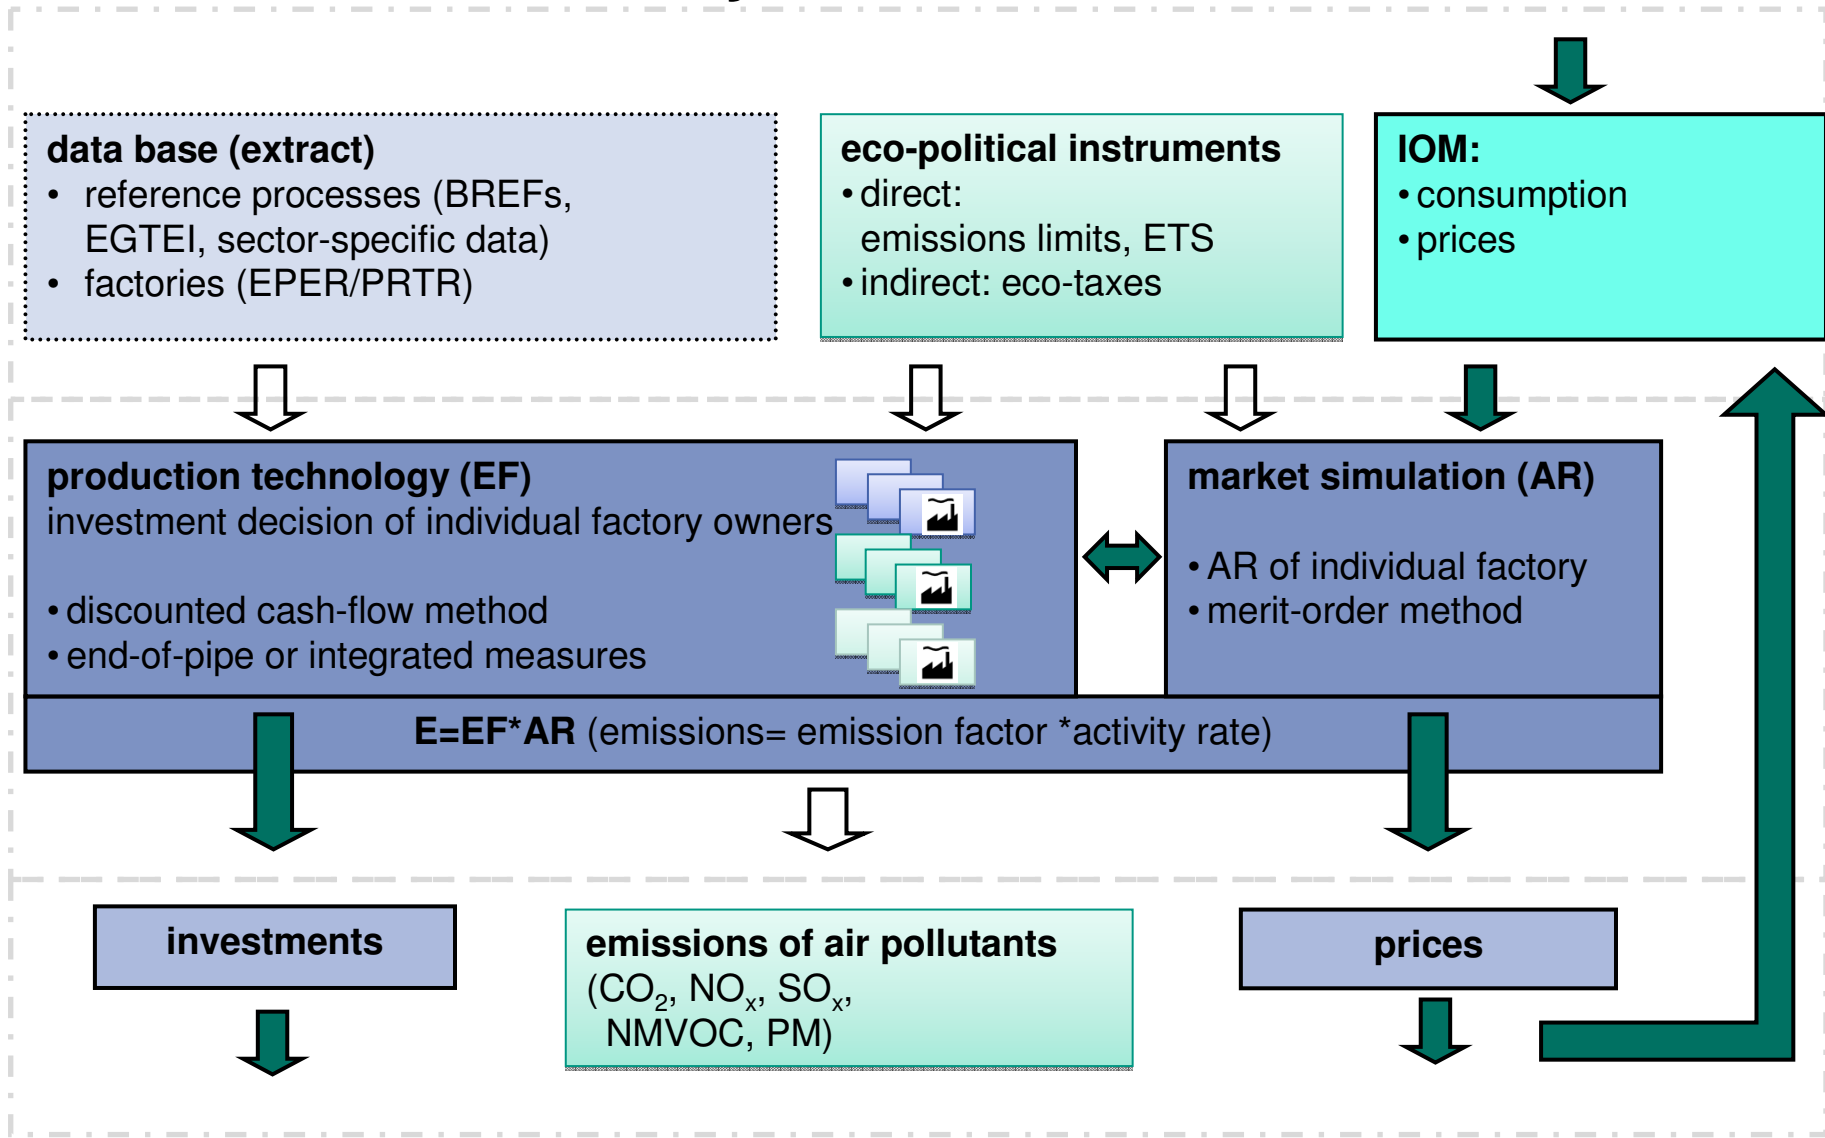 data base (extract)
• reference processes (BREFs,
EGTEI, sector-specific data)
• factories (EPER/PRTR)
eco-political instruments
• direct:
emissions limits, ETS
• indirect: eco-taxes
IOM:
• consumption
• prices
production technology (EF)
investment decision of individual factory owners
• discounted cash-flow method
• end-of-pipe or integrated measures
market simulation (AR)
• AR of individual factory
• merit-order method
E=EF*AR (emissions= emission factor *activity rate)
investments
emissions of air pollutants
(CO₂, NOₓ, SOₓ,
NMVOC, PM)
prices